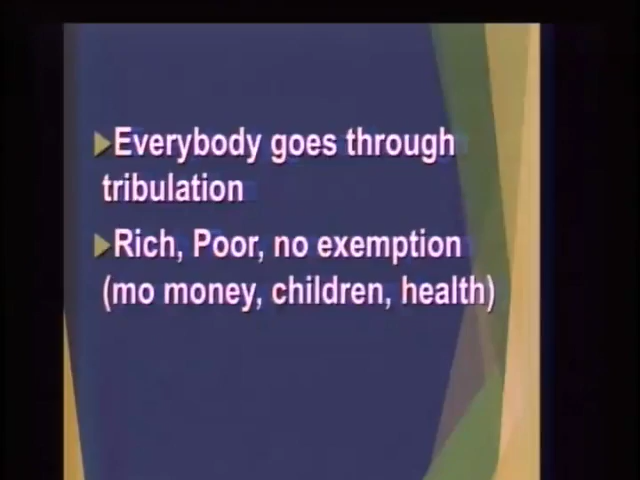 Everybody goes through
tribulation
Rich, Poor, no exemption
(mo money, children, health)